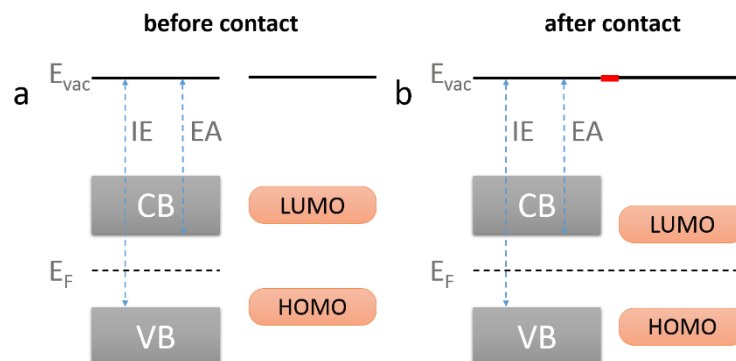 before contact
after contact
a
E_vac
IE
EA
CB
LUMO
E_F
HOMO
VB
b
E_vac
IE
EA
CB
LUMO
E_F
HOMO
VB